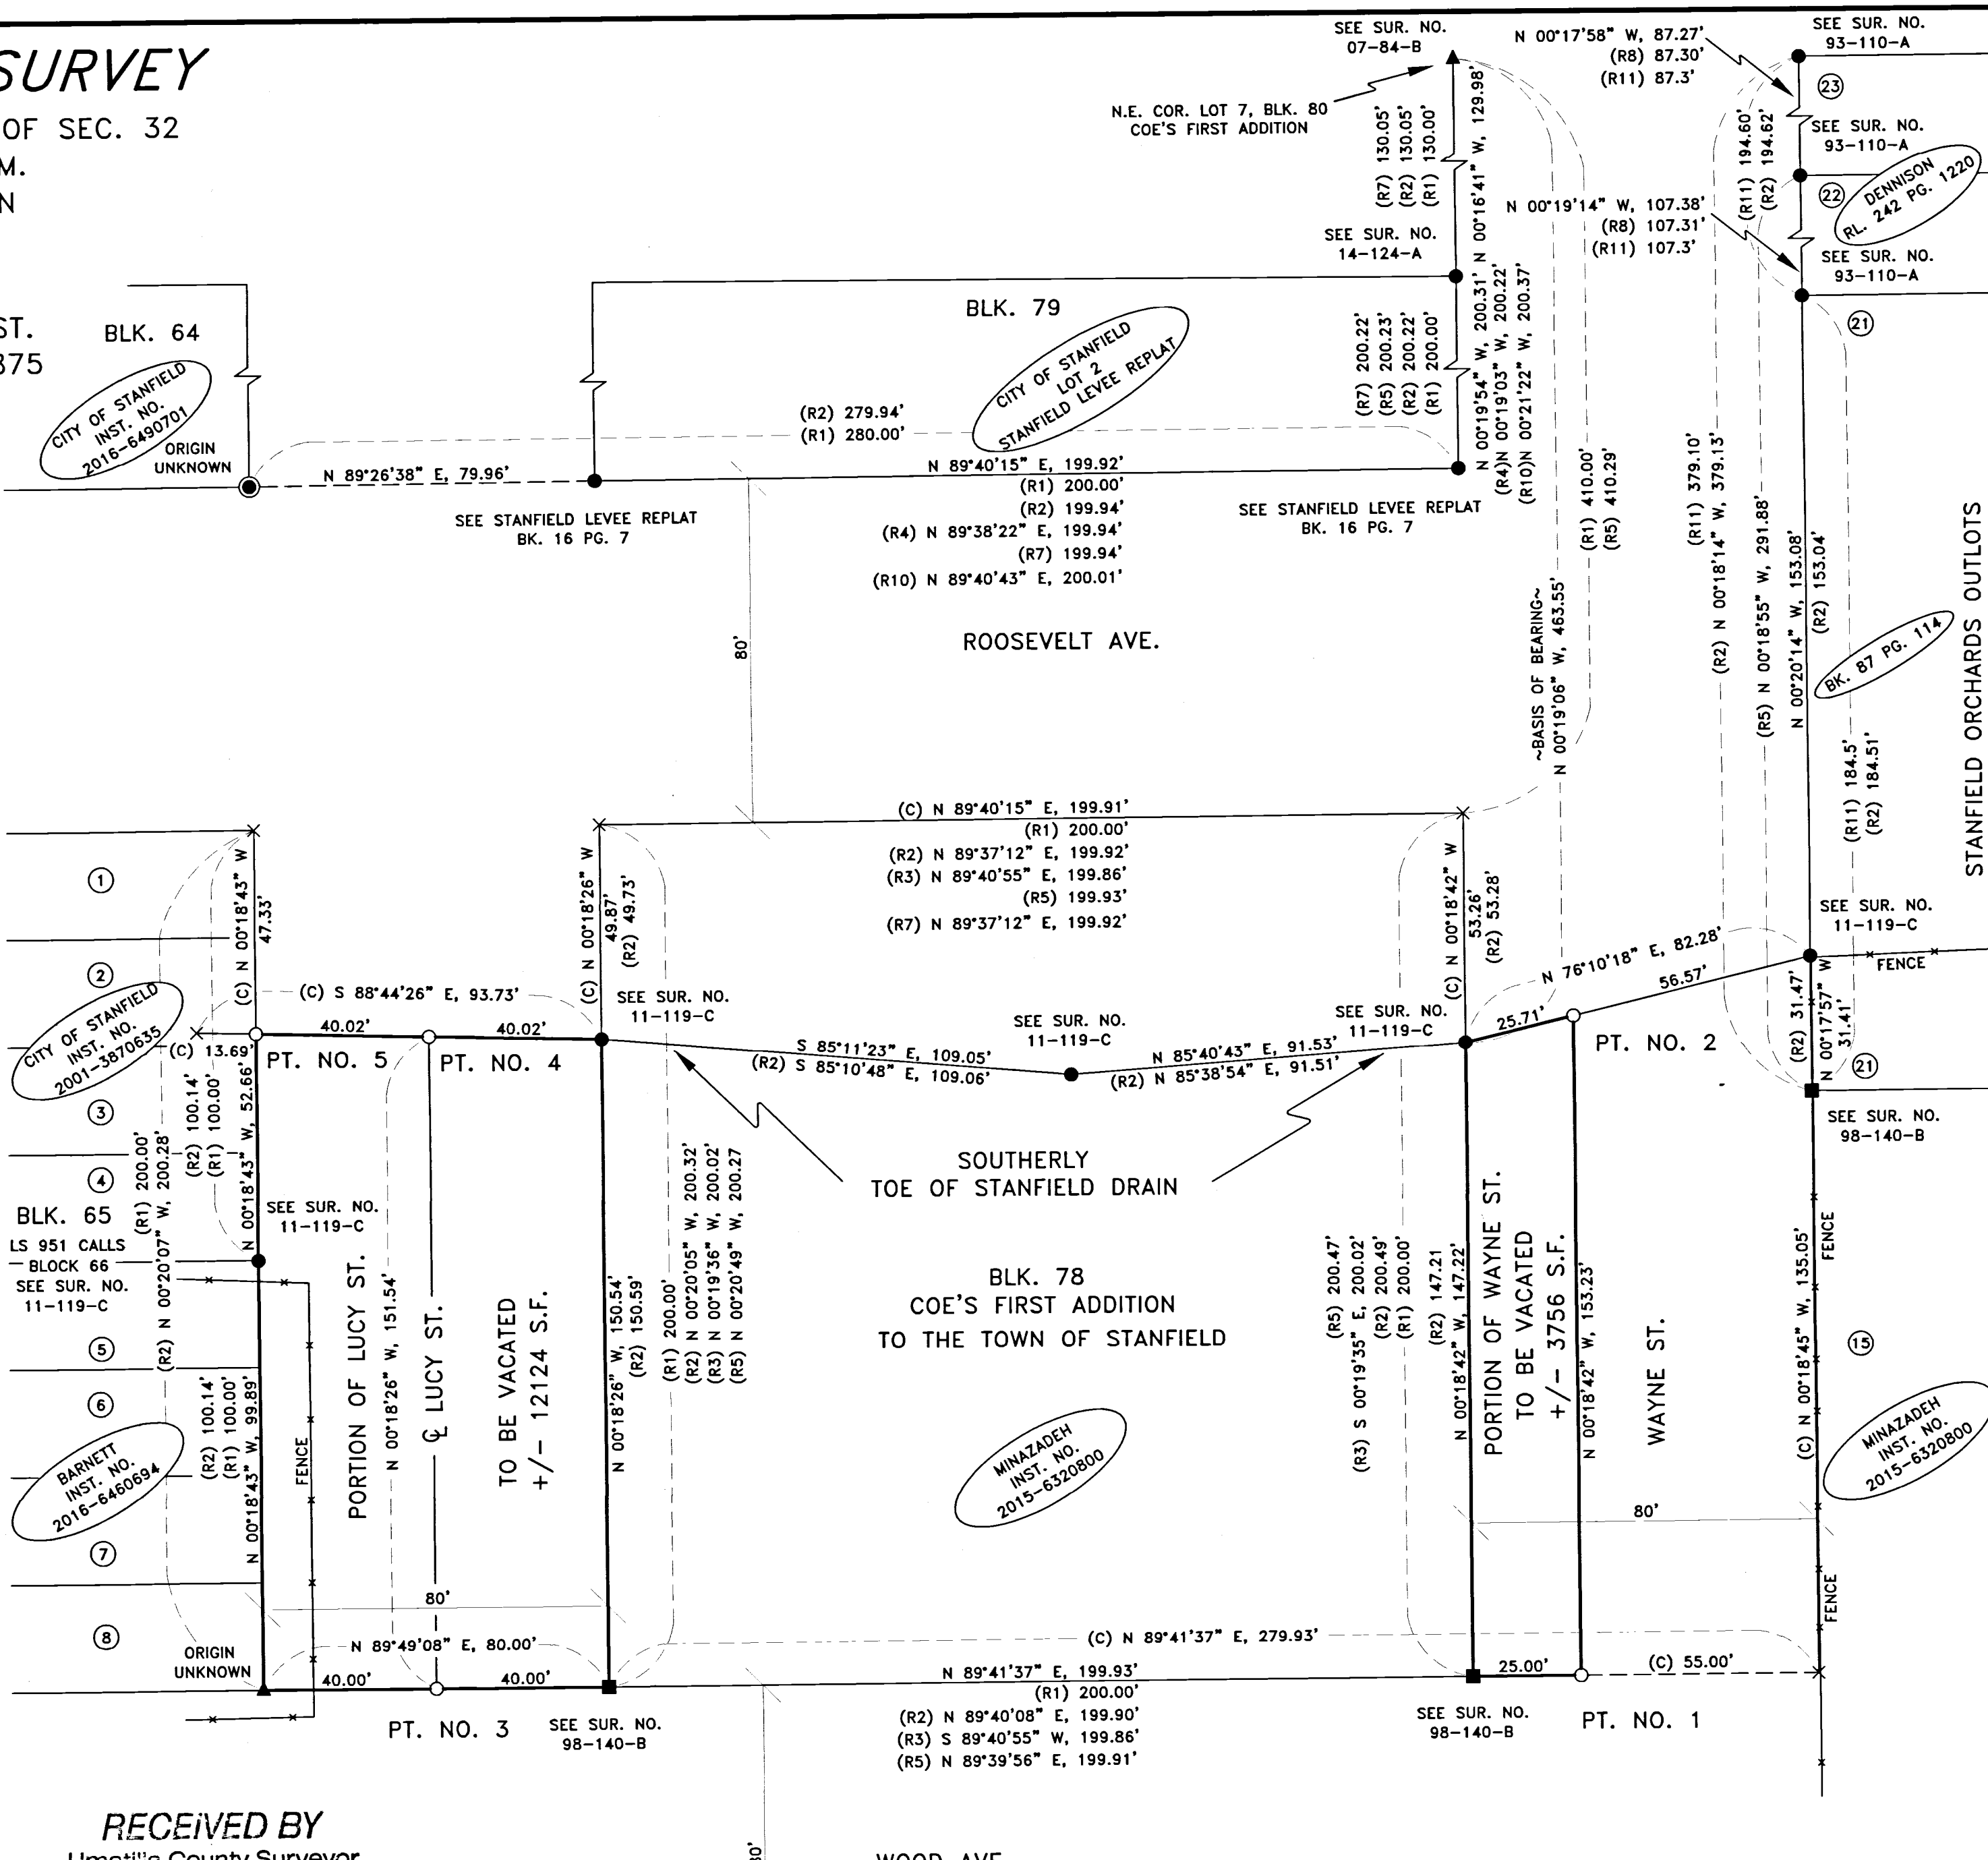 SURVEY
OF SEC. 32
M.
N
ST.
375
BLK. 64
CITY OF STANFIELD
INST. NO.
2016-6490701
ORIGIN
UNKNOWN
N 89°26'38" E, 79.96'
(R2) 279.94'
(R1) 280.00'
BLK. 79
CITY OF STANFIELD
LOT 2
STANFIELD LEVEE REPLAT
SEE SUR. NO.
07-84-B
N.E. COR. LOT 7, BLK. 80
COE'S FIRST ADDITION
(R7) 130.05'
(R2) 130.05'
(R1) 130.00'
N 00°16'41" W, 129.98'
SEE SUR. NO.
14-124-A
(R7) 200.22'
(R5) 200.23'
(R2) 200.22'
(R1) 200.00'
N 00°19'54" W, 200.31'
(R4)N 00°19'03" W, 200.22'
(R10)N 00°21'22" W, 200.37'
N 00°17'58" W, 87.27'
(R8) 87.30'
(R11) 87.3'
SEE SUR. NO.
93-110-A
23
SEE SUR. NO.
93-110-A
(R11) 194.60'
(R2) 194.62'
22
DENNISON
RL. 242 PG. 1220
N 00°19'14" W, 107.38'
(R8) 107.31'
(R11) 107.3'
SEE SUR. NO.
93-110-A
21
N 89°40'15" E, 199.92'
(R1) 200.00'
(R2) 199.94'
(R4) N 89°38'22" E, 199.94'
(R7) 199.94'
(R10) N 89°40'43" E, 200.01'
SEE STANFIELD LEVEE REPLAT
BK. 16 PG. 7
SEE STANFIELD LEVEE REPLAT
BK. 16 PG. 7
80'
ROOSEVELT AVE.
~BASIS OF BEARING~
N 00°19'06" W, 463.55'
(R1) 410.00'
(R5) 410.29'
(R11) 379.10'
(R2) N 00°18'14" W, 379.13'
(R5) N 00°18'55" W, 291.88'
N 00°20'14" W, 153.08'
(R2) 153.04'
BK. 87 PG. 114
(R11) 184.5'
(R2) 184.51'
STANFIELD ORCHARDS OUTLOTS
(C) N 89°40'15" E, 199.91'
(R1) 200.00'
(R2) N 89°37'12" E, 199.92'
(R3) N 89°40'55" E, 199.86'
(R5) 199.93'
(R7) N 89°37'12" E, 199.92'
1
2
CITY OF STANFIELD
INST. NO.
2001-3870635
3
4
BLK. 65
LS 951 CALLS
BLOCK 66
SEE SUR. NO.
11-119-C
5
6
BARNETT
INST. NO.
2016-6460694
7
8
(C) N 00°18'43" W
47.33'
(C) S 88°44'26" E, 93.73'
40.02'
40.02'
(C) 13.69'
PT. NO. 5
PT. NO. 4
(C) N 00°18'26" W
49.87'
(R2) 49.73'
SEE SUR. NO.
11-119-C
SEE SUR. NO.
11-119-C
S 85°11'23" E, 109.05'
(R2) S 85°10'48" E, 109.06'
N 85°40'43" E, 91.53'
(R2) N 85°38'54" E, 91.51'
SEE SUR. NO.
11-119-C
(C) N 00°18'42" W
53.26'
(R2) 53.28'
N 76°10'18" E, 82.28'
25.71'
56.57'
PT. NO. 2
SEE SUR. NO.
11-119-C
FENCE
(R2) 31.47'
N 00°17'57" W
31.41'
21
SEE SUR. NO.
98-140-B
(R1) 200.00'
(R2) N 00°20'07" W, 200.28'
(R2) 100.14'
(R1) 100.00'
N 00°18'43" W, 52.66'
SEE SUR. NO.
11-119-C
(R2) 100.14'
(R1) 100.00'
N 00°18'43" W, 99.89'
FENCE
PORTION OF LUCY ST.
N 00°18'26" W, 151.54'
℄ LUCY ST.
TO BE VACATED
+/- 12124 S.F.
N 00°18'26" W, 150.54'
(R2) 150.59'
(R1) 200.00'
(R2) N 00°20'05" W, 200.32'
(R3) N 00°19'36" W, 200.02'
(R5) N 00°20'49" W, 200.27
SOUTHERLY
TOE OF STANFIELD DRAIN
BLK. 78
COE'S FIRST ADDITION
TO THE TOWN OF STANFIELD
MINAZADEH
INST. NO.
2015-6320800
(R5) 200.47'
(R3) S 00°19'35" E, 200.02'
(R2) 200.49'
(R1) 200.00'
(R2) 147.21
N 00°18'42" W, 147.22'
PORTION OF WAYNE ST.
TO BE VACATED
+/- 3756 S.F.
N 00°18'42" W, 153.23'
WAYNE ST.
80'
(C) N 00°18'45" W, 135.05'
FENCE
15
MINAZADEH
INST. NO.
2015-6320800
FENCE
80'
ORIGIN
UNKNOWN
N 89°49'08" E, 80.00'
40.00'
40.00'
PT. NO. 3
SEE SUR. NO.
98-140-B
(C) N 89°41'37" E, 279.93'
N 89°41'37" E, 199.93'
(R1) 200.00'
(R2) N 89°40'08" E, 199.90'
(R3) S 89°40'55" W, 199.86'
(R5) N 89°39'56" E, 199.91'
25.00'
(C) 55.00'
SEE SUR. NO.
98-140-B
PT. NO. 1
RECEIVED BY
Umatilla County Surveyor
WOOD AVE